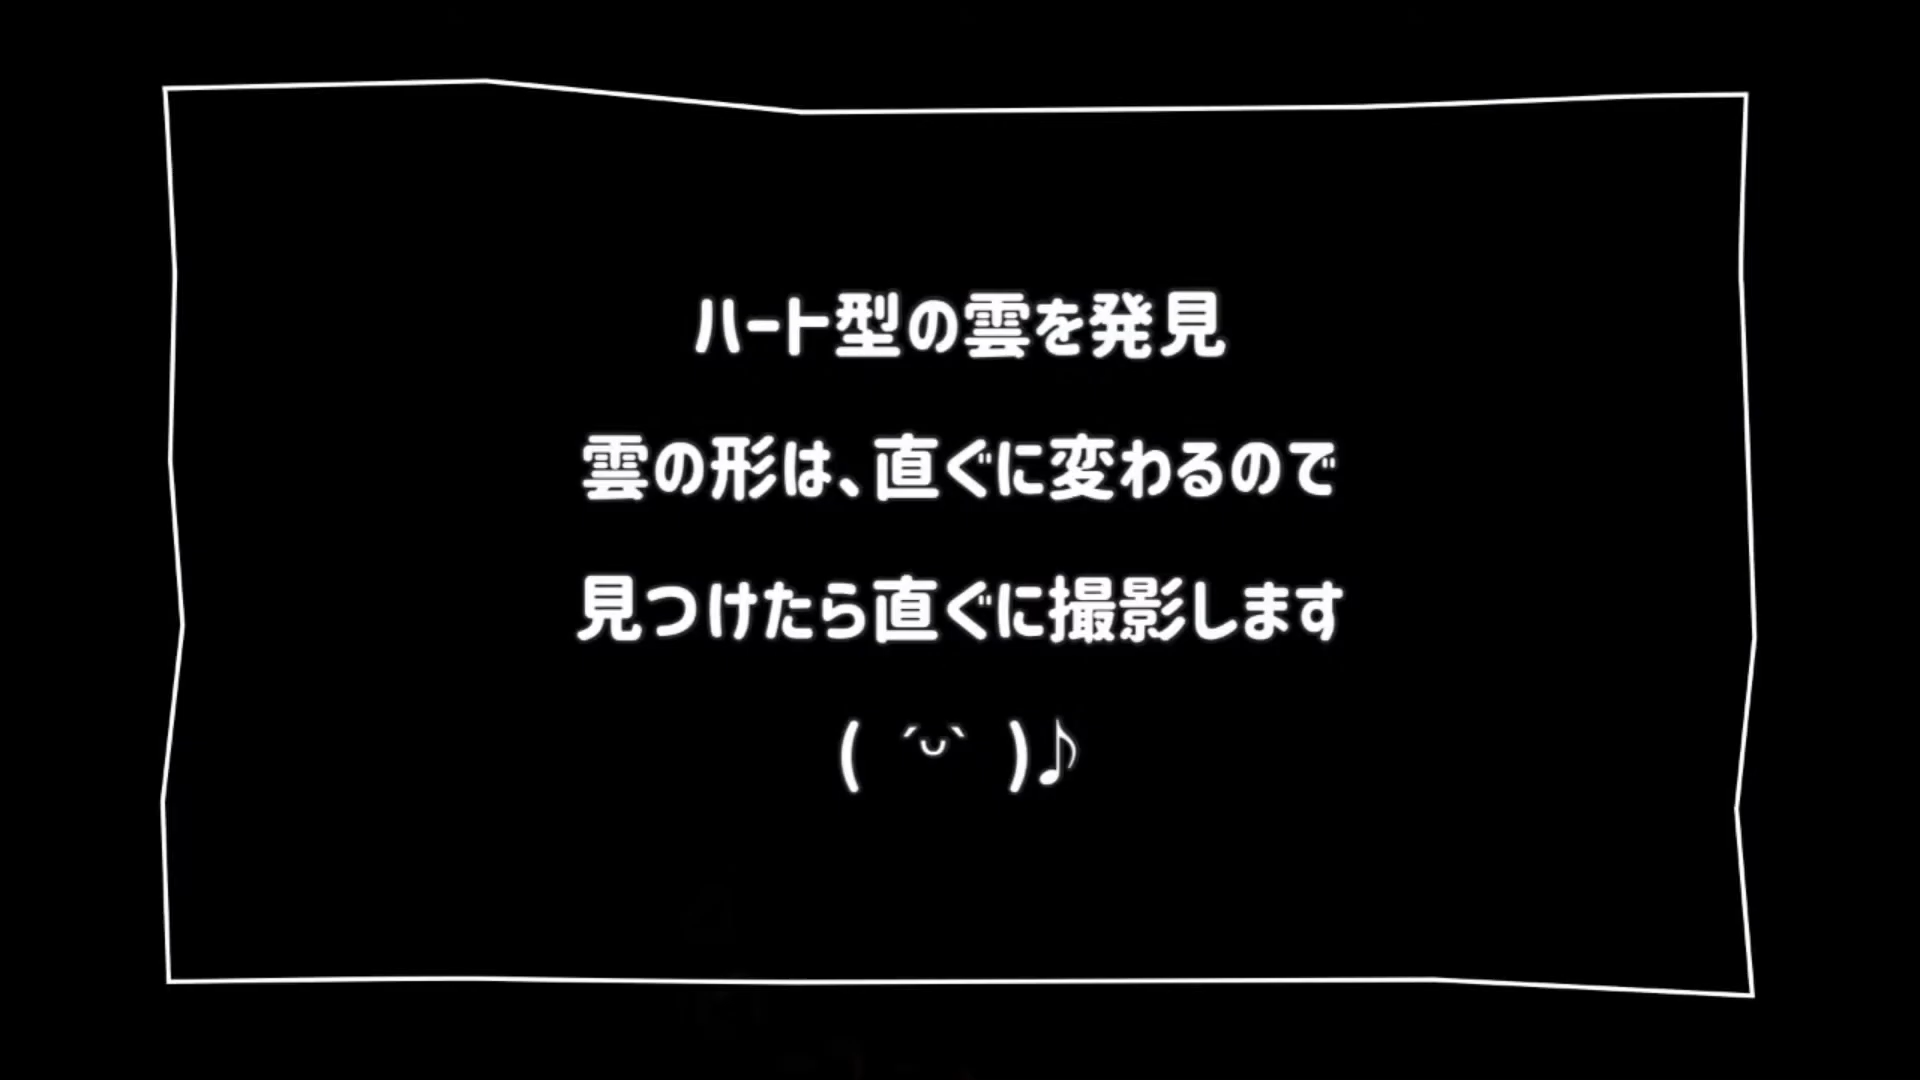 ハート型の雲を発見
雲の形は、直ぐに変わるので
見つけたら直ぐに撮影します
( ´ᵕ` )♪